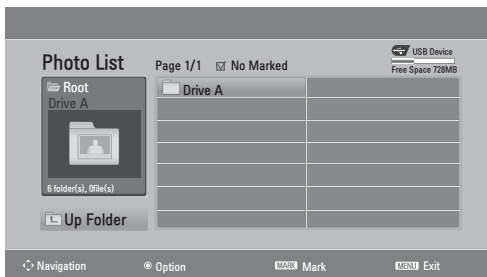 Photo List
Page 1/1 ☑ No Marked
USB Device
Free Space 728MB
Root
Drive A
6 folder(s), 0file(s)
Up Folder
Drive A
Navigation
Option
MARK Mark
MENU Exit